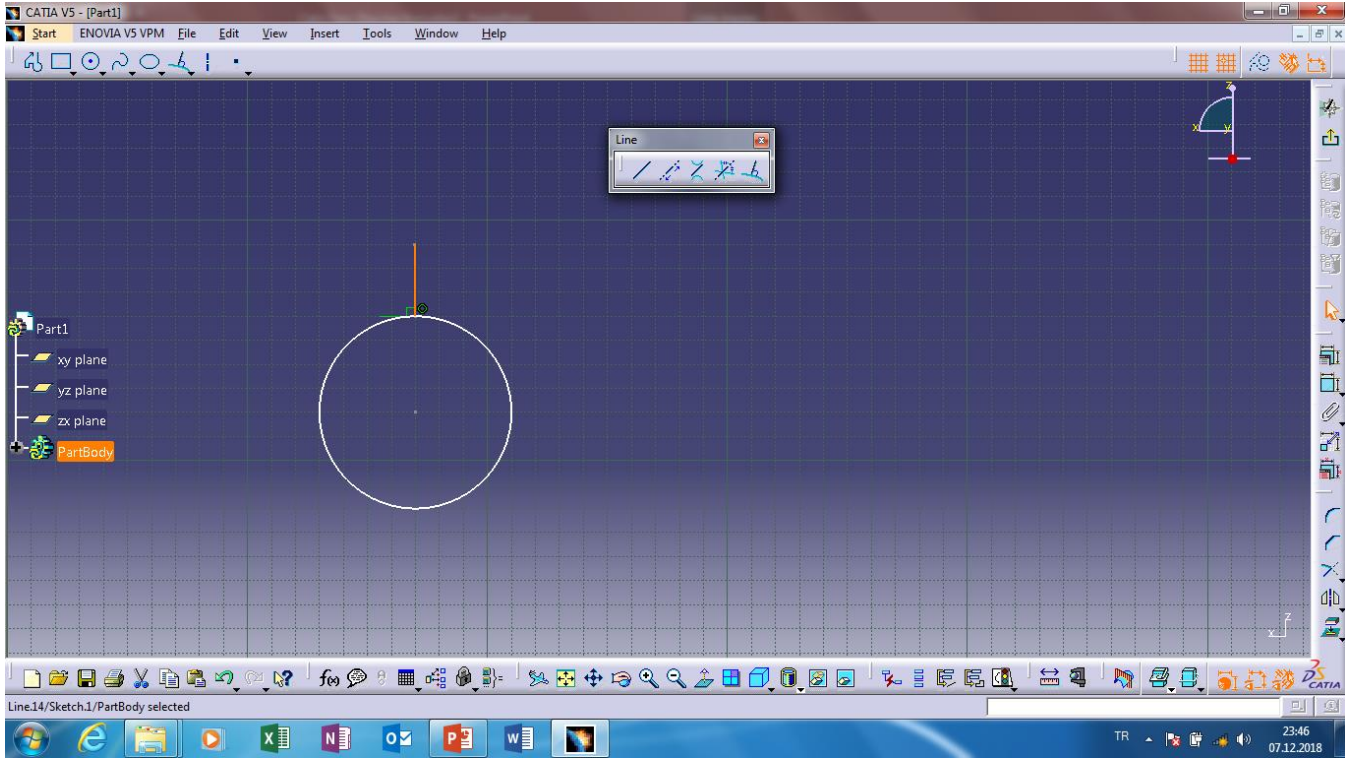 CATIA V5 - [Part1]
Start ENOVIA V5 VPM File Edit View Insert Tools Window Help
z
x y
Line
Part1
xy plane
yz plane
zx plane
PartBody
z
x
f(x)
CATIA
Line.14/Sketch.1/PartBody selected
TR 23:46
07.12.2018